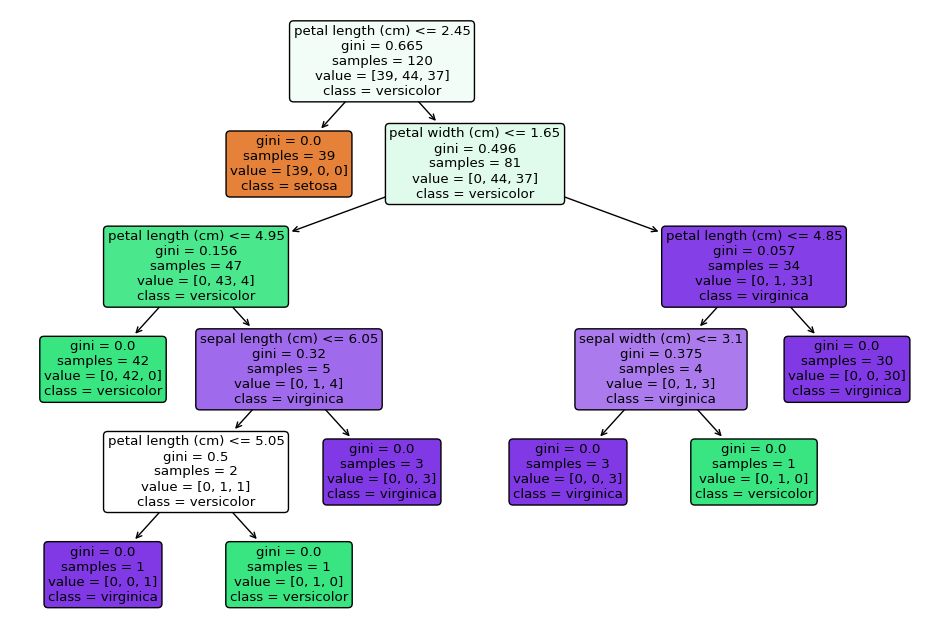 petal length (cm) <= 2.45
gini = 0.665
samples = 120
value = [39, 44, 37]
class = versicolor
gini = 0.0
samples = 39
value = [39, 0, 0]
class = setosa
petal width (cm) <= 1.65
gini = 0.496
samples = 81
value = [0, 44, 37]
class = versicolor
petal length (cm) <= 4.95
gini = 0.156
samples = 47
value = [0, 43, 4]
class = versicolor
petal length (cm) <= 4.85
gini = 0.057
samples = 34
value = [0, 1, 33]
class = virginica
gini = 0.0
samples = 42
value = [0, 42, 0]
class = versicolor
sepal length (cm) <= 6.05
gini = 0.32
samples = 5
value = [0, 1, 4]
class = virginica
sepal width (cm) <= 3.1
gini = 0.375
samples = 4
value = [0, 1, 3]
class = virginica
gini = 0.0
samples = 30
value = [0, 0, 30]
class = virginica
petal length (cm) <= 5.05
gini = 0.5
samples = 2
value = [0, 1, 1]
class = versicolor
gini = 0.0
samples = 3
value = [0, 0, 3]
class = virginica
gini = 0.0
samples = 3
value = [0, 0, 3]
class = virginica
gini = 0.0
samples = 1
value = [0, 1, 0]
class = versicolor
gini = 0.0
samples = 1
value = [0, 0, 1]
class = virginica
gini = 0.0
samples = 1
value = [0, 1, 0]
class = versicolor